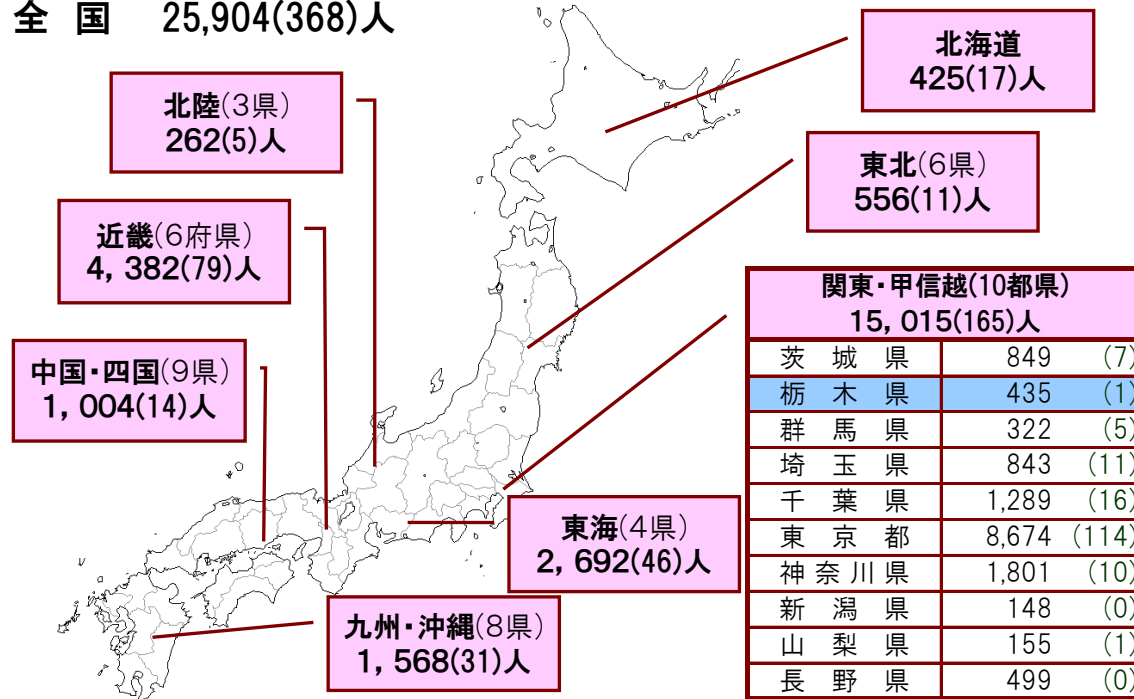 全国 25,904(368)人
北海道
425(17)人
北陸(3県)
262(5)人
東北(6県)
556(11)人
近畿(6府県)
4,382(79)人
関東・甲信越(10都県)
15,015(165)人
茨城県 849 (7)
栃木県 435 (1)
群馬県 322 (5)
埼玉県 843 (11)
千葉県 1,289 (16)
東京都 8,674 (114)
神奈川県 1,801 (10)
新潟県 148 (0)
山梨県 155 (1)
長野県 499 (0)
中国・四国(9県)
1,004(14)人
東海(4県)
2,692(46)人
九州・沖縄(8県)
1,568(31)人